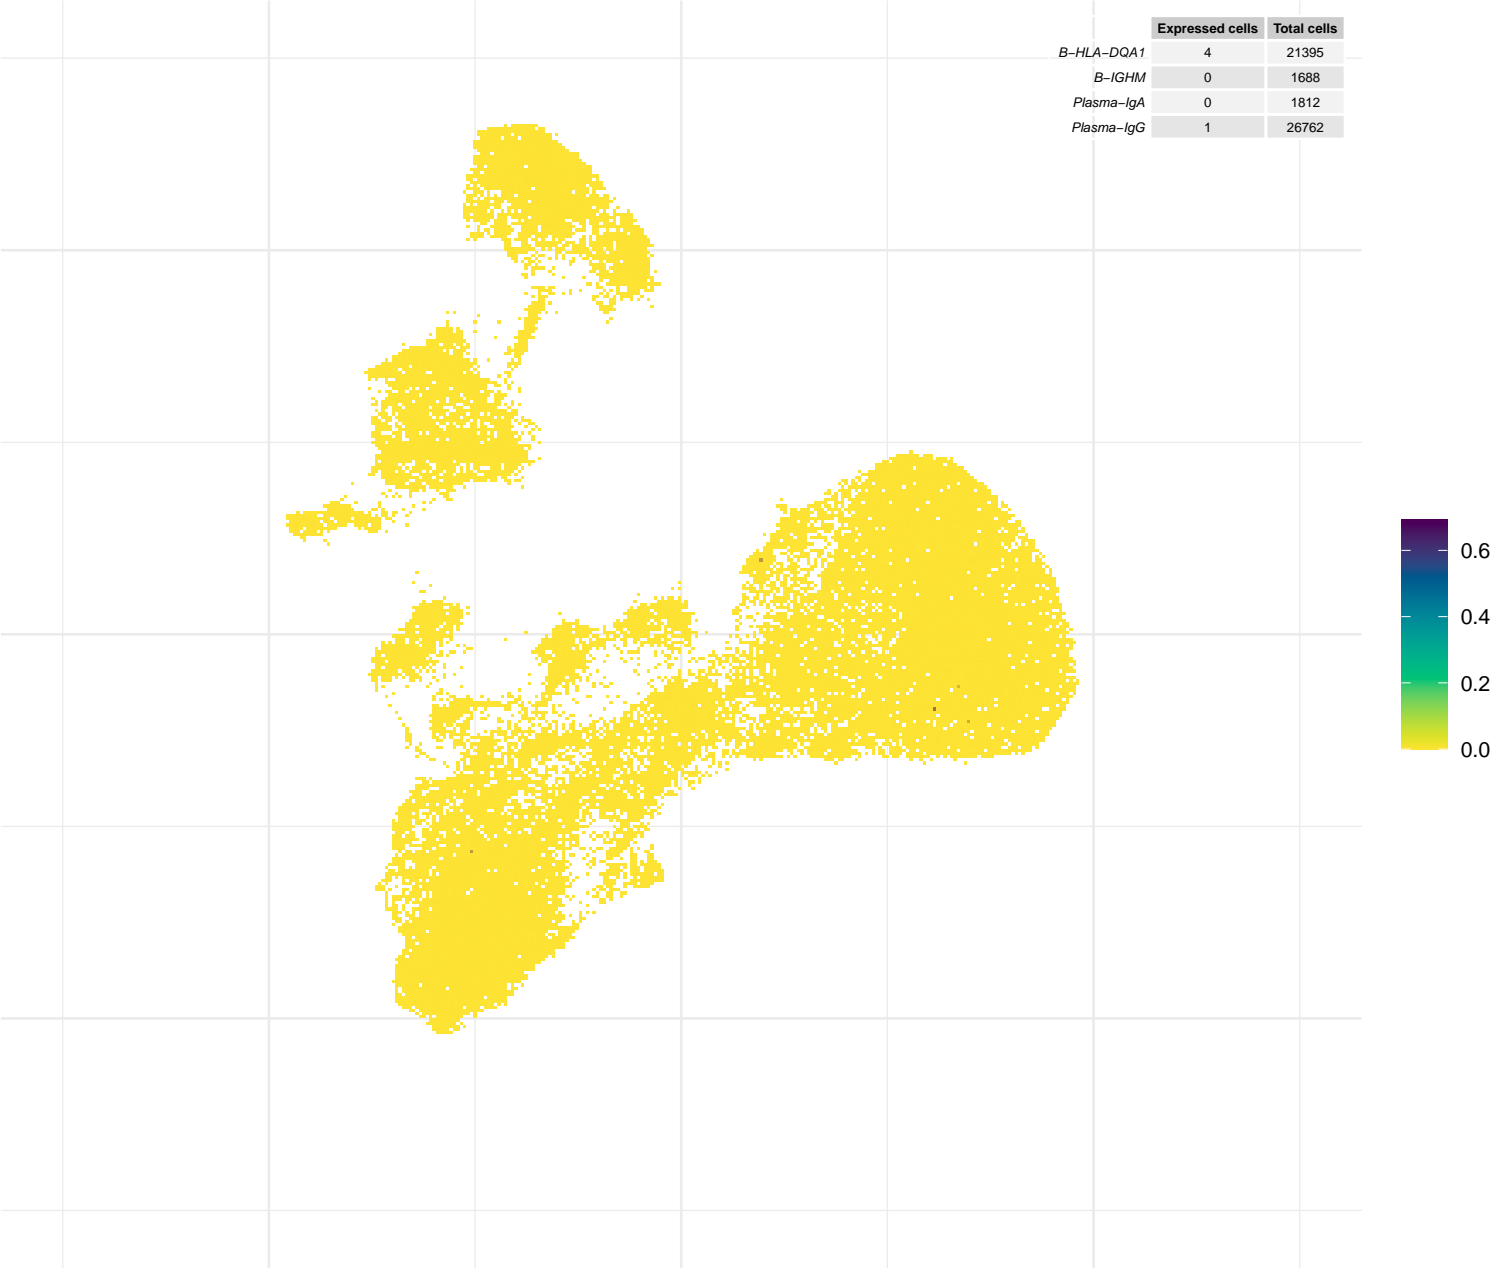 Expressed cells Total cells
B−HLA−DQA1 4 21395
B−IGHM 0 1688
Plasma−IgA 0 1812
Plasma−IgG 1 26762
0.6
0.4
0.2
0.0